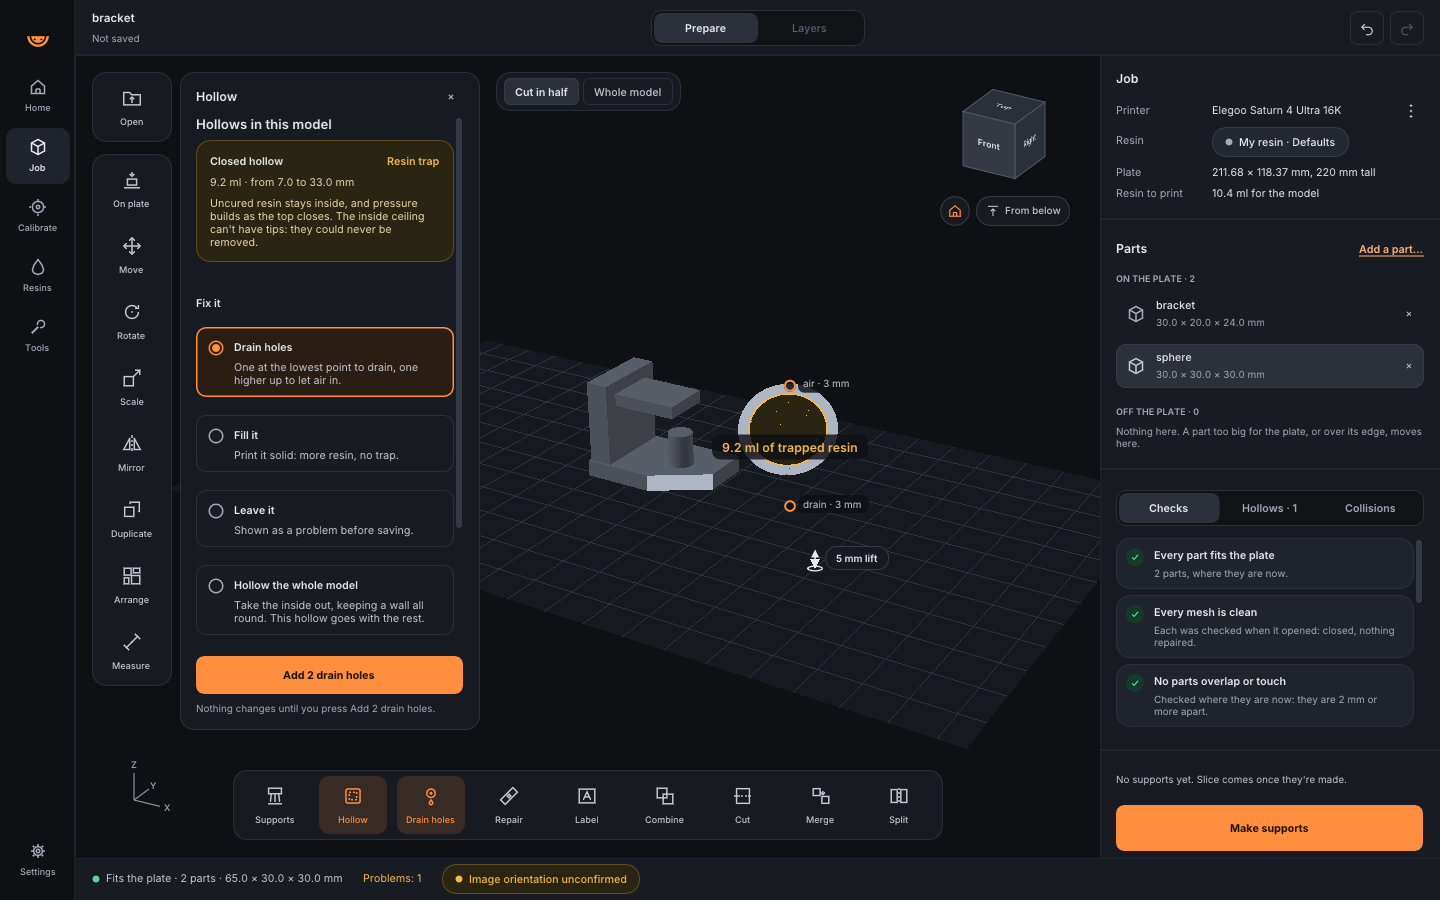 bracket
Not saved
Prepare
Layers
Home
Job
Calibrate
Resins
Tools
Settings
Open
On plate
Move
Rotate
Scale
Mirror
Duplicate
Arrange
Measure
Hollow
×
Hollows in this model
Closed hollow
Resin trap
9.2 ml · from 7.0 to 33.0 mm
Uncured resin stays inside, and pressure
builds as the top closes. The inside ceiling
can't have tips: they could never be
removed.
Fix it
Drain holes
One at the lowest point to drain, one
higher up to let air in.
Fill it
Print it solid: more resin, no trap.
Leave it
Shown as a problem before saving.
Hollow the whole model
Take the inside out, keeping a wall all
round. This hollow goes with the rest.
Add 2 drain holes
Nothing changes until you press Add 2 drain holes.
Cut in half
Whole model
Top
Front
Right
From below
air · 3 mm
9.2 ml of trapped resin
drain · 3 mm
5 mm lift
Z
Y
X
Supports
Hollow
Drain holes
Repair
Label
Combine
Cut
Merge
Split
Job
Printer
Elegoo Saturn 4 Ultra 16K
Resin
My resin · Defaults
Plate
211.68 × 118.37 mm, 220 mm tall
Resin to print
10.4 ml for the model
Parts
Add a part...
ON THE PLATE · 2
bracket
30.0 × 20.0 × 24.0 mm
×
sphere
30.0 × 30.0 × 30.0 mm
×
OFF THE PLATE · 0
Nothing here. A part too big for the plate, or over its edge, moves
here.
Checks
Hollows · 1
Collisions
Every part fits the plate
2 parts, where they are now.
Every mesh is clean
Each was checked when it opened: closed, nothing
repaired.
No parts overlap or touch
Checked where they are now: they are 2 mm or
more apart.
No supports yet. Slice comes once they're made.
Make supports
Fits the plate · 2 parts · 65.0 × 30.0 × 30.0 mm
Problems: 1
Image orientation unconfirmed